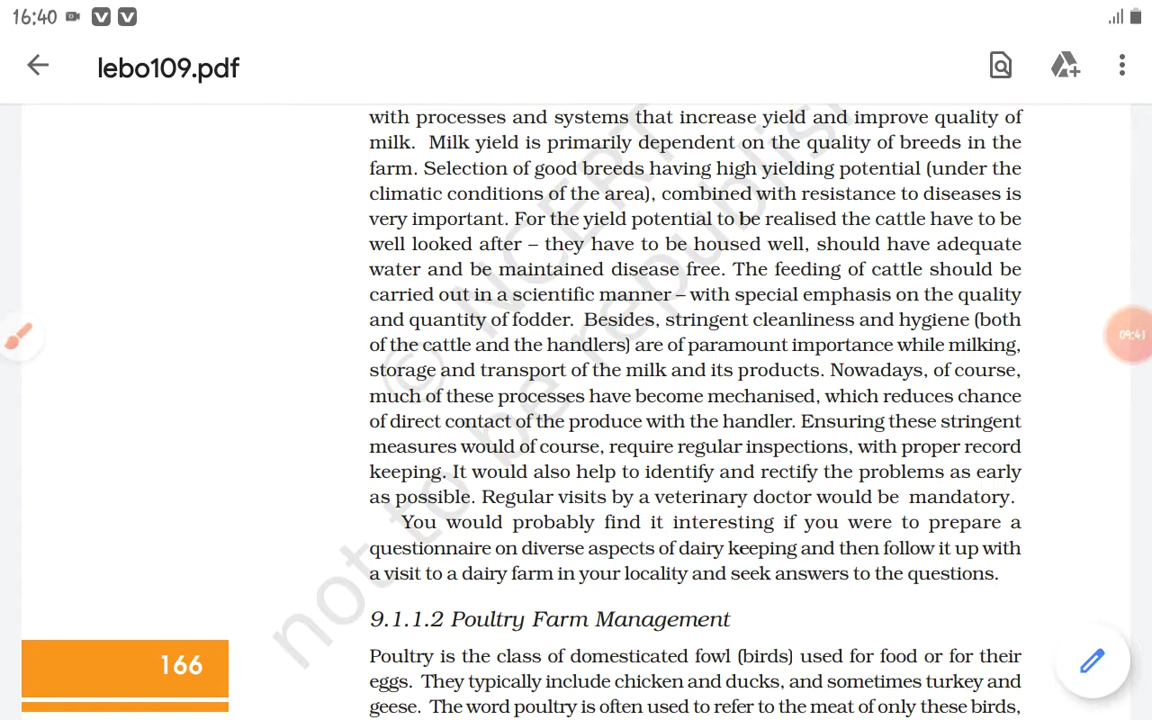 16:40
lebo109.pdf
with processes and systems that increase yield and improve quality of
milk. Milk yield is primarily dependent on the quality of breeds in the
farm. Selection of good breeds having high yielding potential (under the
climatic conditions of the area), combined with resistance to diseases is
very important. For the yield potential to be realised the cattle have to be
well looked after – they have to be housed well, should have adequate
water and be maintained disease free. The feeding of cattle should be
carried out in a scientific manner – with special emphasis on the quality
and quantity of fodder. Besides, stringent cleanliness and hygiene (both
of the cattle and the handlers) are of paramount importance while milking,
storage and transport of the milk and its products. Nowadays, of course,
much of these processes have become mechanised, which reduces chance
of direct contact of the produce with the handler. Ensuring these stringent
measures would of course, require regular inspections, with proper record
keeping. It would also help to identify and rectify the problems as early
as possible. Regular visits by a veterinary doctor would be mandatory.
You would probably find it interesting if you were to prepare a
questionnaire on diverse aspects of dairy keeping and then follow it up with
a visit to a dairy farm in your locality and seek answers to the questions.
9.1.1.2 Poultry Farm Management
Poultry is the class of domesticated fowl (birds) used for food or for their
eggs. They typically include chicken and ducks, and sometimes turkey and
geese. The word poultry is often used to refer to the meat of only these birds,
166
09:41
© NCERT
not to be republis